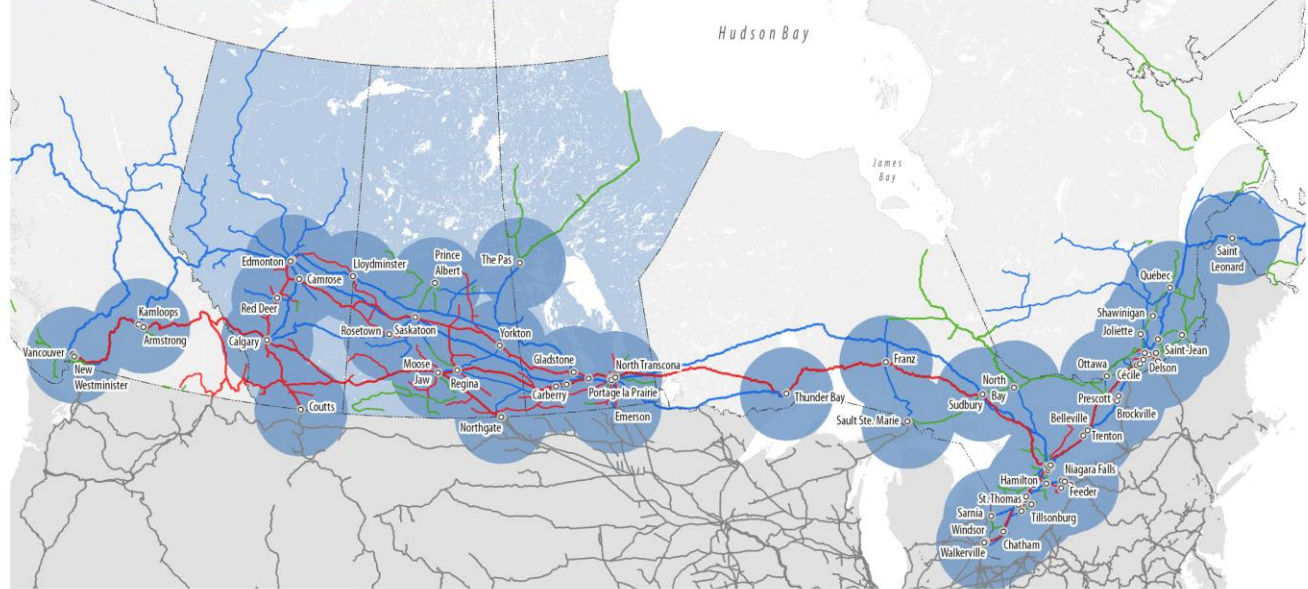 Hudson Bay
James
Bay
Vancouver
New
Westminister
Kamloops
Armstrong
Edmonton
Camrose
Red Deer
Calgary
Coutts
Lloydminster
Prince
Albert
The Pas
Rosetown
Saskatoon
Yorkton
Moose
Jaw
Regina
Northgate
Gladstone
Carberry
North Transcona
Portage la Prairie
Emerson
Thunder Bay
Franz
Sault Ste. Marie
North
Bay
Sudbury
Saint
Leonard
Québec
Shawinigan
Joliette
Saint-Jean
Ottawa
Cécile
Delson
Prescott
Brockville
Belleville
Trenton
Niagara Falls
Hamilton
Feeder
St. Thomas
Tillsonburg
Sarnia
Windsor
Chatham
Walkerville